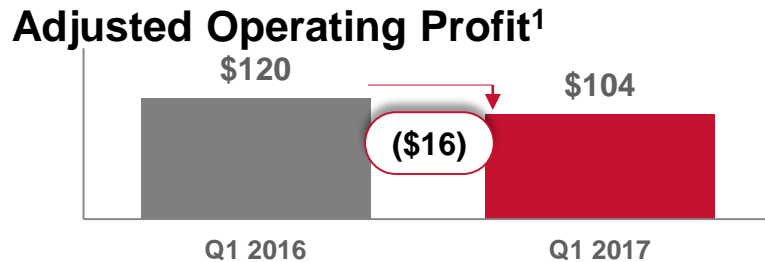 Adjusted Operating Profit¹
$120
$104
($16)
Q1 2016
Q1 2017